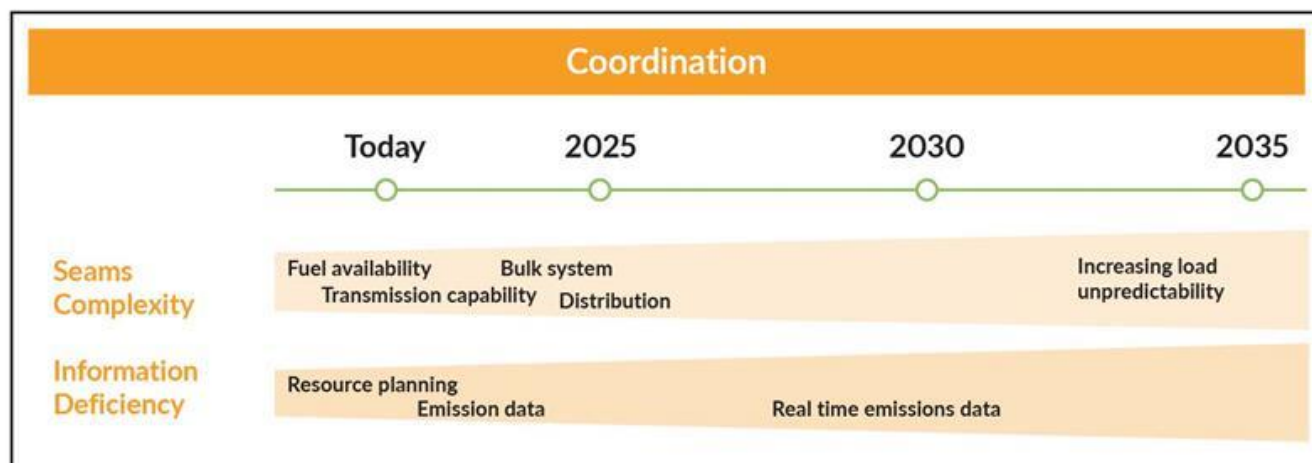 Coordination
Today 2025 2030 2035
Seams
Complexity
Fuel availability Bulk system
Transmission capability Distribution
Increasing load
unpredictability
Information
Deficiency
Resource planning
Emission data Real time emissions data